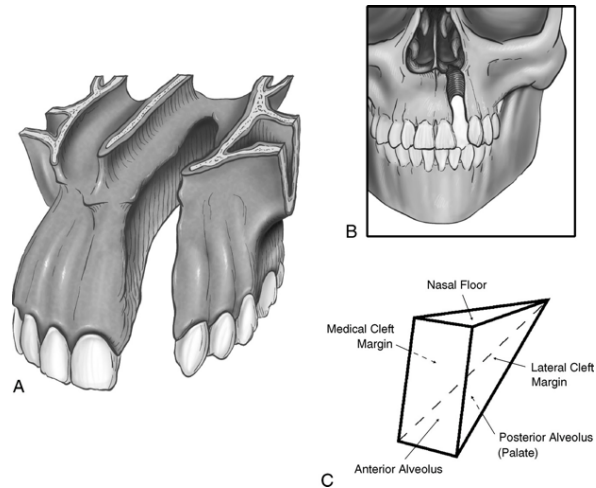 A
B
Nasal Floor
Medical Cleft
Margin
Lateral Cleft
Margin
Posterior Alveolus
(Palate)
Anterior Alveolus
C